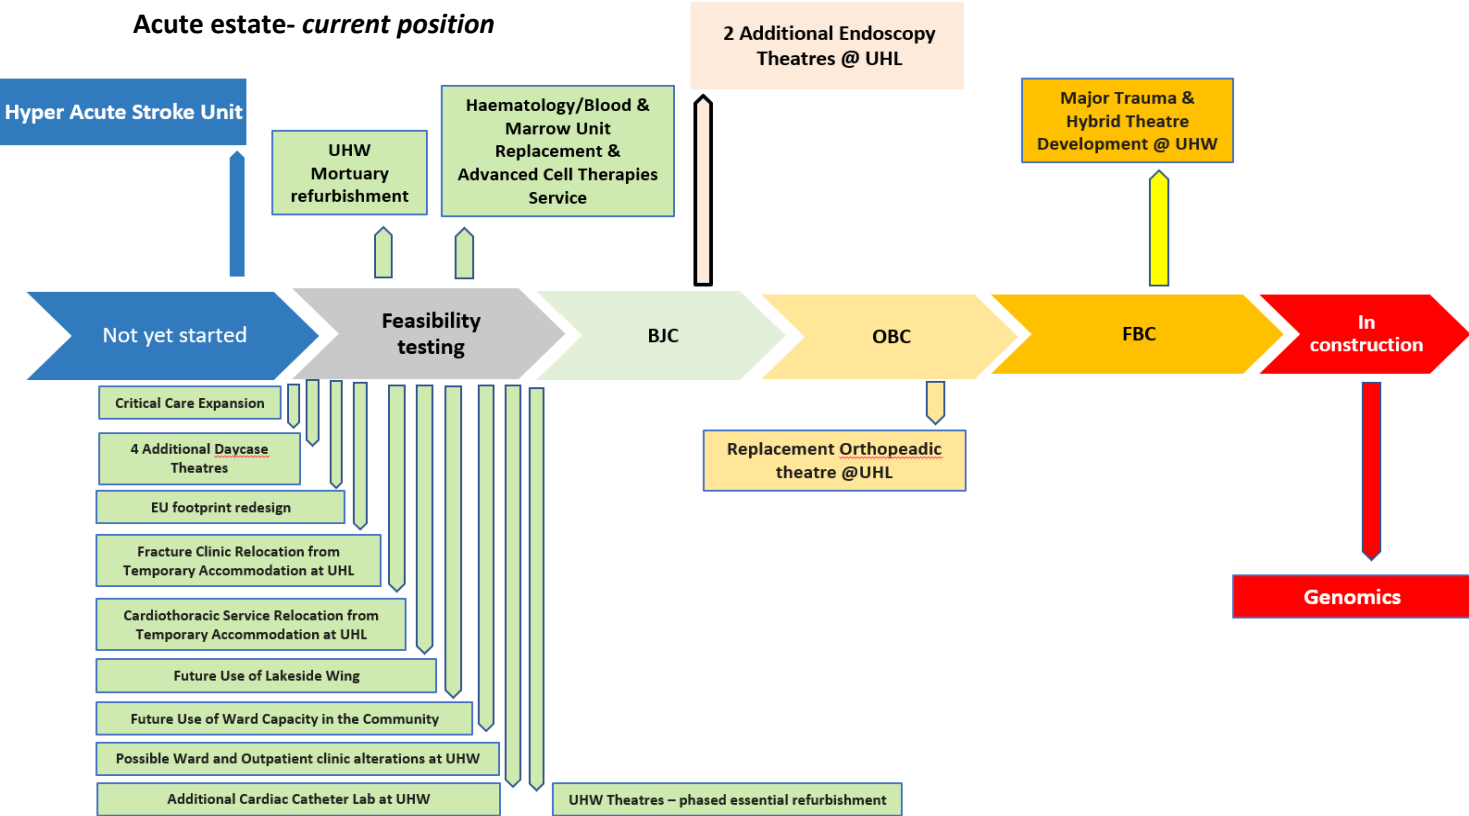 Acute estate- current position
2 Additional Endoscopy
Theatres @ UHL
Hyper Acute Stroke Unit
UHW
Mortuary
refurbishment
Haematology/Blood &
Marrow Unit
Replacement &
Advanced Cell Therapies
Service
Major Trauma &
Hybrid Theatre
Development @ UHW
Not yet started
Feasibility
testing
BJC
OBC
FBC
In
construction
Critical Care Expansion
4 Additional Daycase
Theatres
EU footprint redesign
Fracture Clinic Relocation from
Temporary Accommodation at UHL
Cardiothoracic Service Relocation from
Temporary Accommodation at UHL
Future Use of Lakeside Wing
Future Use of Ward Capacity in the Community
Possible Ward and Outpatient clinic alterations at UHW
Additional Cardiac Catheter Lab at UHW
UHW Theatres – phased essential refurbishment
Replacement Orthopeadic
theatre @UHL
Genomics